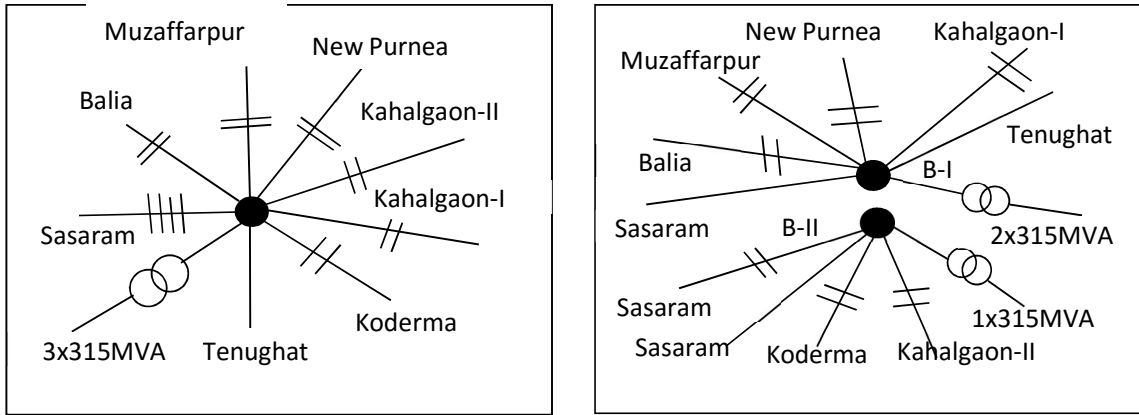 Muzaffarpur
New Purnea
Balia
Kahalgaon-II
Kahalgaon-I
Sasaram
Koderma
3x315MVA
Tenughat
New Purnea
Kahalgaon-I
Muzaffarpur
Tenughat
Balia
B-I
Sasaram
B-II
2x315MVA
Sasaram
1x315MVA
Sasaram
Koderma
Kahalgaon-II